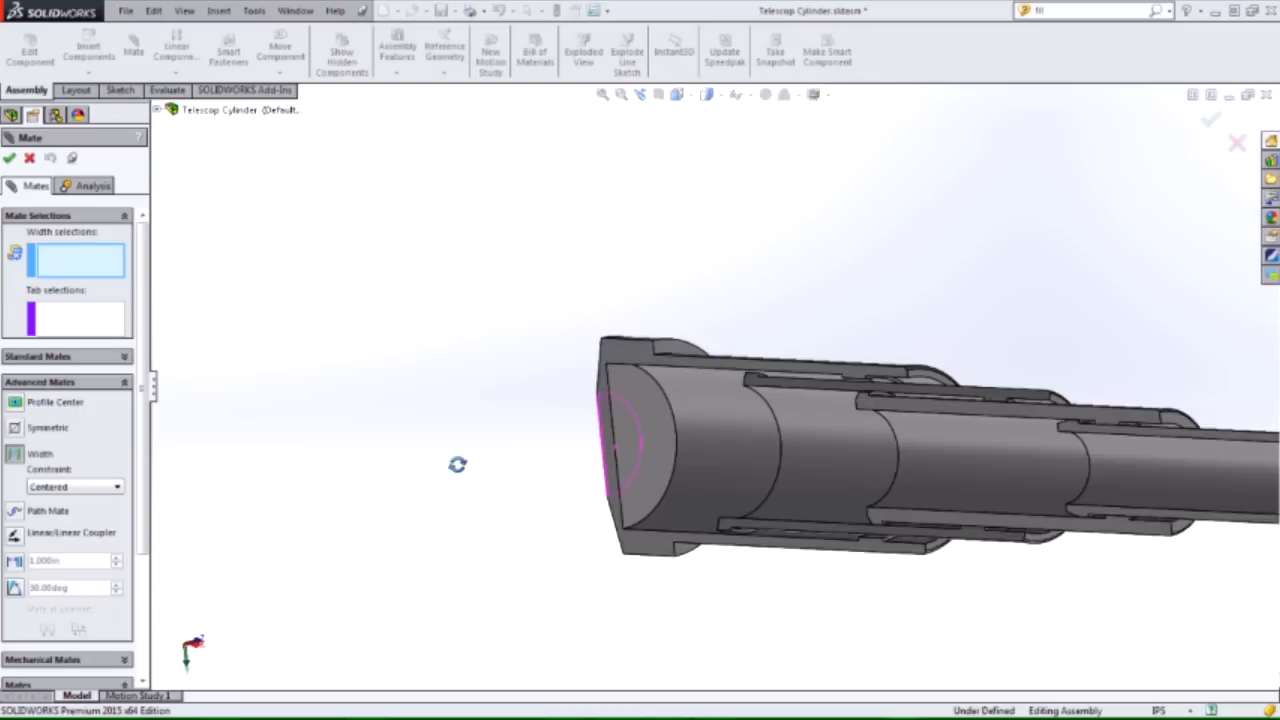 SOLIDWORKS File Edit View Insert Tools Window Help Telescop Cylinder.sldasm * fill
Edit Component Insert Components Mate Linear Compone... Smart Fasteners Move Component Show Hidden Components Assembly Features Reference Geometry New Motion Study Bill of Materials Exploded View Explode Line Sketch Instant3D Update Speedpak Take Snapshot Make Smart Component
Assembly Layout Sketch Evaluate SOLIDWORKS Add-Ins
Telescop Cylinder (Default...
Mate ?
Mates Analysis
Mate Selections
Width selections:
Tab selections:
Standard Mates
Advanced Mates
Profile Center
Symmetric
Width
Constraint:
Centered
Path Mate
Linear/Linear Coupler
1.000in
30.00deg
Mate alignment:
Mechanical Mates
Mates
Model Motion Study 1
SOLIDWORKS Premium 2015 x64 Edition Under Defined Editing Assembly IPS